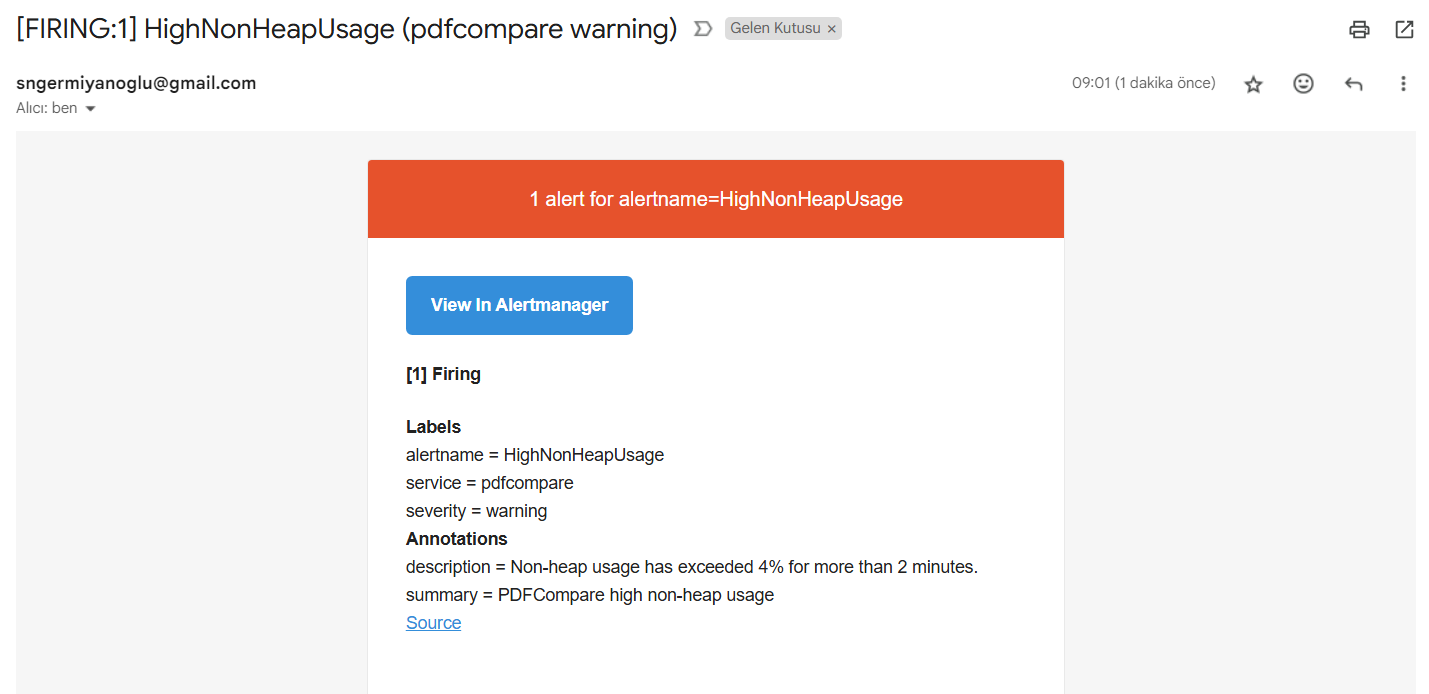 [FIRING:1] HighNonHeapUsage (pdfcompare warning) Gelen Kutusu ×
sngermiyanoglu@gmail.com 09:01 (1 dakika önce)
Alıcı: ben
1 alert for alertname=HighNonHeapUsage
View In Alertmanager
[1] Firing
Labels
alertname = HighNonHeapUsage
service = pdfcompare
severity = warning
Annotations
description = Non-heap usage has exceeded 4% for more than 2 minutes.
summary = PDFCompare high non-heap usage
Source